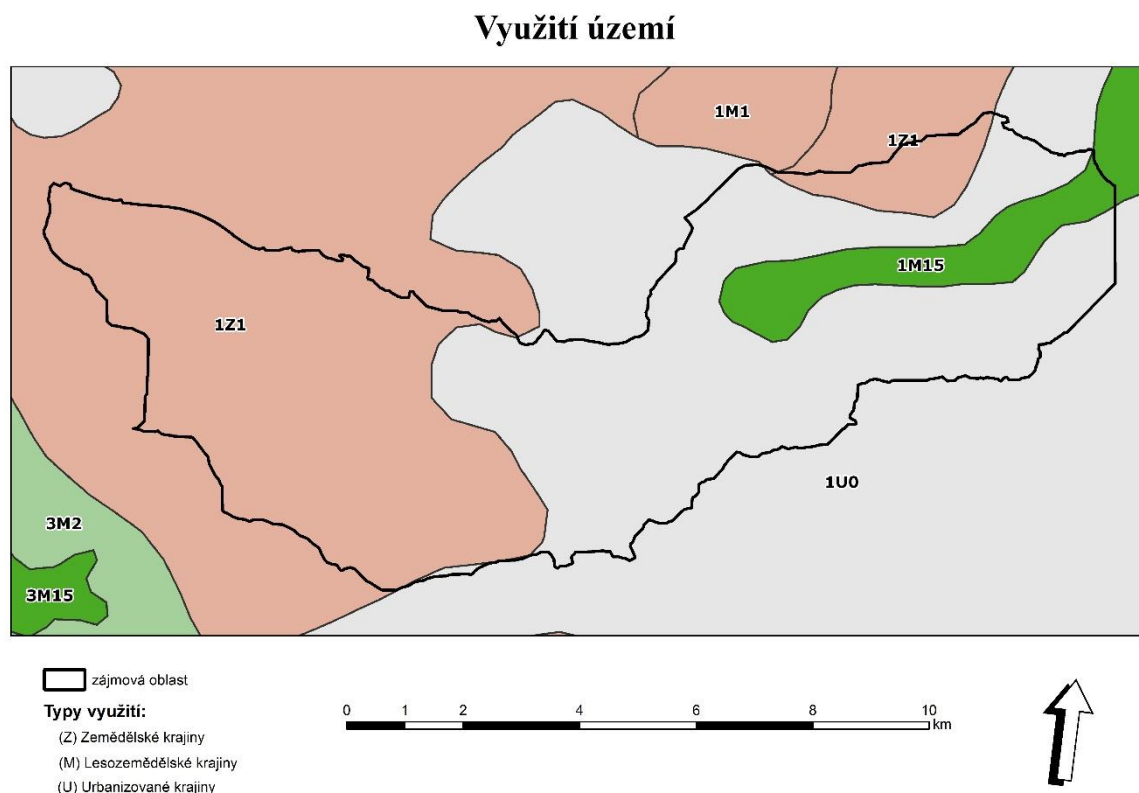 Využití území
1M1
1Z1
1M15
1Z1
1U0
3M2
3M15
zájmová oblast
Typy využití:
(Z) Zemědělské krajiny
(M) Lesozemědělské krajiny
(U) Urbanizované krajiny
0 1 2 4 6 8 10
km